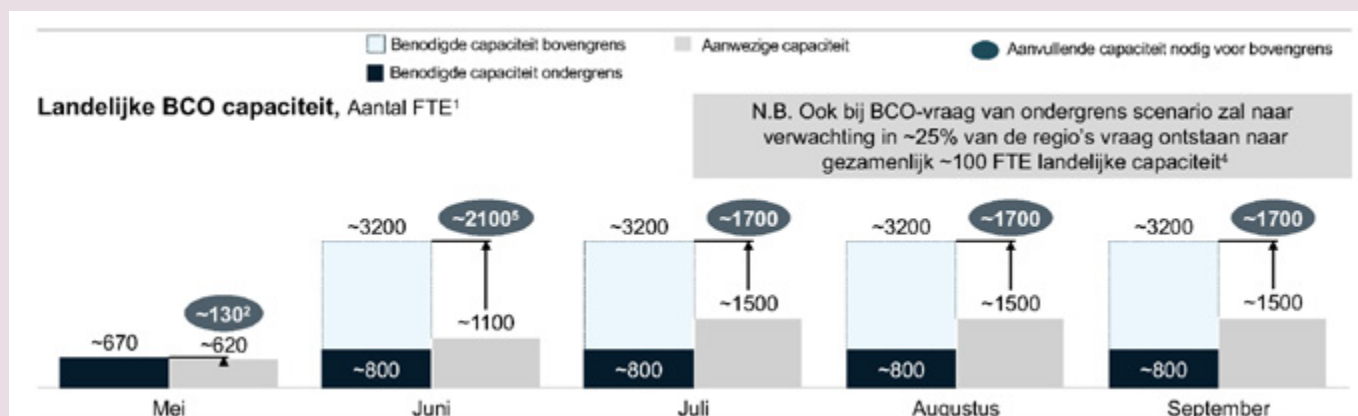 Benodigde capaciteit bovengrens
Aanwezige capaciteit
Aanvullende capaciteit nodig voor bovengrens
Benodigde capaciteit ondergrens
Landelijke BCO capaciteit, Aantal FTE¹
N.B. Ook bij BCO-vraag van ondergrens scenario zal naar
verwachting in ~25% van de regio's vraag ontstaan naar
gezamenlijk ~100 FTE landelijke capaciteit⁴
~670
~130²
~620
Mei
~3200
~2100⁵
~1100
~800
Juni
~3200
~1700
~1500
~800
Juli
~3200
~1700
~1500
~800
Augustus
~3200
~1700
~1500
~800
September